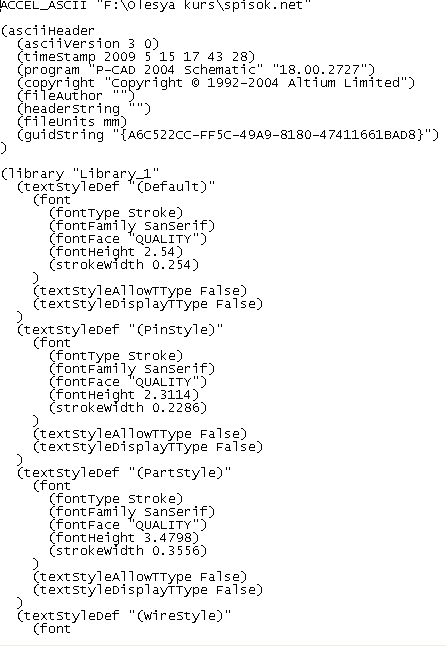 ACCEL_ASCII "F:\Olesya kurs\spisok.net"

(asciiHeader
  (asciiVersion 3 0)
  (timeStamp 2009 5 15 17 43 28)
  (program "P-CAD 2004 Schematic" "18.00.2727")
  (copyright "Copyright © 1992-2004 Altium Limited")
  (fileAuthor "")
  (headerString "")
  (fileUnits mm)
  (guidString "{A6C522CC-FF5C-49A9-8180-47411661BAD8}")
)

(library "Library_1"
  (textStyleDef "(Default)"
    (font
      (fontType Stroke)
      (fontFamily SanSerif)
      (fontFace "QUALITY")
      (fontHeight 2.54)
      (strokeWidth 0.254)
    )
    (textStyleAllowTType False)
    (textStyleDisplayTType False)
  )
  (textStyleDef "(PinStyle)"
    (font
      (fontType Stroke)
      (fontFamily SanSerif)
      (fontFace "QUALITY")
      (fontHeight 2.3114)
      (strokeWidth 0.2286)
    )
    (textStyleAllowTType False)
    (textStyleDisplayTType False)
  )
  (textStyleDef "(PartStyle)"
    (font
      (fontType Stroke)
      (fontFamily SanSerif)
      (fontFace "QUALITY")
      (fontHeight 3.4798)
      (strokeWidth 0.3556)
    )
    (textStyleAllowTType False)
    (textStyleDisplayTType False)
  )
  (textStyleDef "(WireStyle)"
    (font